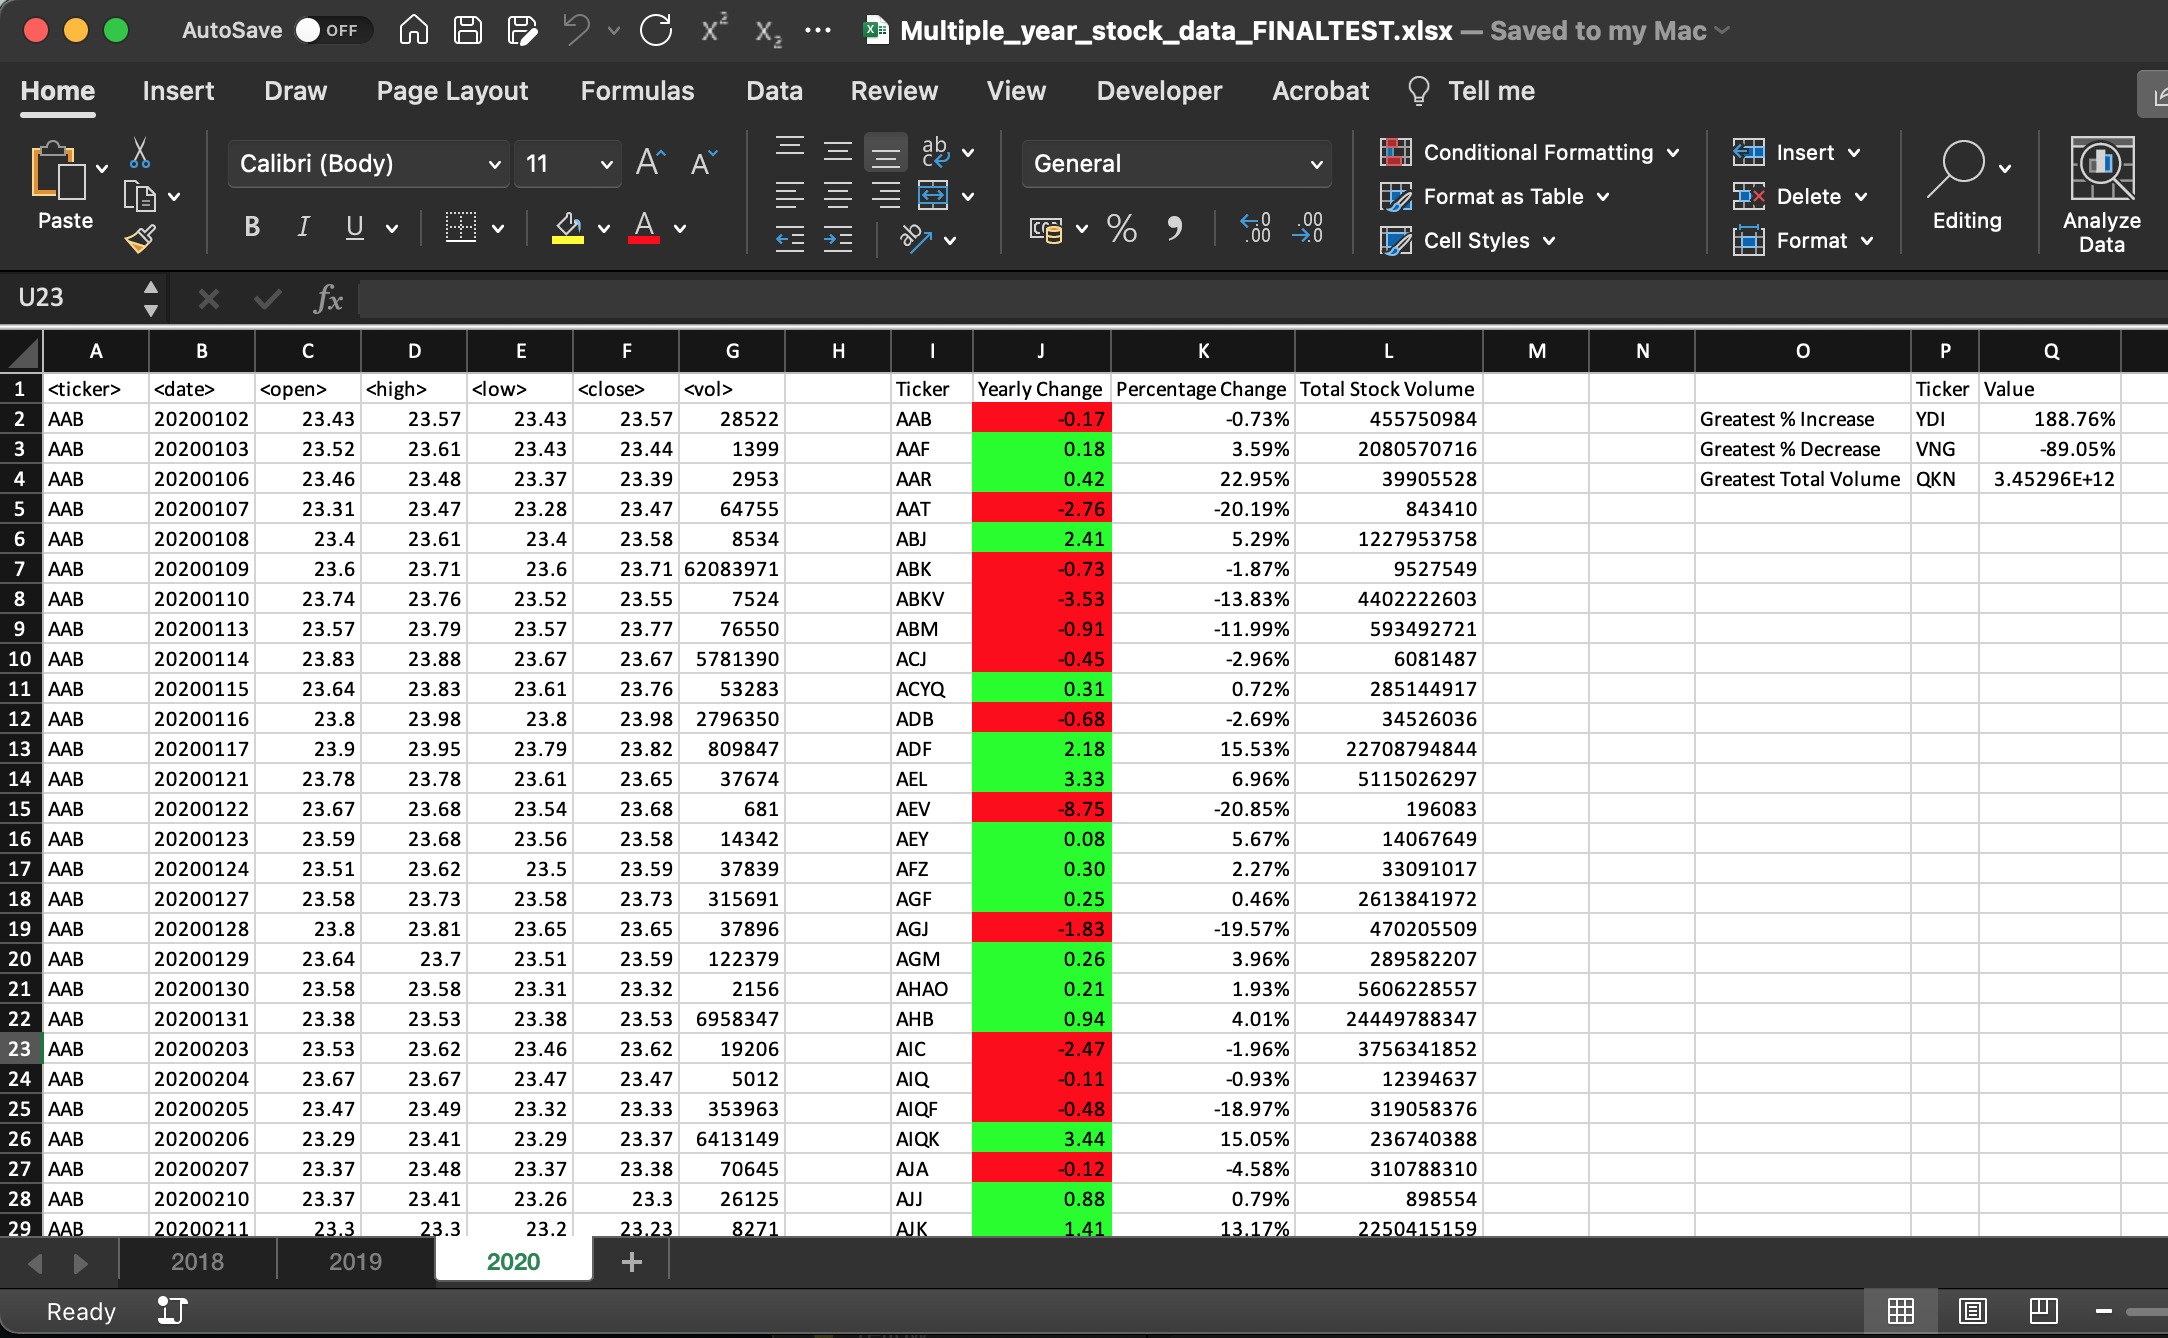 AutoSave OFF Multiple_year_stock_data_FINALTEST.xlsx — Saved to my Mac
Home Insert Draw Page Layout Formulas Data Review View Developer Acrobat Tell me
Paste Calibri (Body) 11 General Conditional Formatting Format as Table Cell Styles Insert Delete Format Editing Analyze Data
U23 fx
A B C D E F G H I J K L M N O P Q
1 <ticker> <date> <open> <high> <low> <close> <vol> Ticker Yearly Change Percentage Change Total Stock Volume Ticker Value
2 AAB 20200102 23.43 23.57 23.43 23.57 28522 AAB -0.17 -0.73% 455750984 Greatest % Increase YDI 188.76%
3 AAB 20200103 23.52 23.61 23.43 23.44 1399 AAF 0.18 3.59% 2080570716 Greatest % Decrease VNG -89.05%
4 AAB 20200106 23.46 23.48 23.37 23.39 2953 AAR 0.42 22.95% 39905528 Greatest Total Volume QKN 3.45296E+12
5 AAB 20200107 23.31 23.47 23.28 23.47 64755 AAT -2.76 -20.19% 843410
6 AAB 20200108 23.4 23.61 23.4 23.58 8534 ABJ 2.41 5.29% 1227953758
7 AAB 20200109 23.6 23.71 23.6 23.71 62083971 ABK -0.73 -1.87% 9527549
8 AAB 20200110 23.74 23.76 23.52 23.55 7524 ABKV -3.53 -13.83% 4402222603
9 AAB 20200113 23.57 23.79 23.57 23.77 76550 ABM -0.91 -11.99% 593492721
10 AAB 20200114 23.83 23.88 23.67 23.67 5781390 ACJ -0.45 -2.96% 6081487
11 AAB 20200115 23.64 23.83 23.61 23.76 53283 ACYQ 0.31 0.72% 285144917
12 AAB 20200116 23.8 23.98 23.8 23.98 2796350 ADB -0.68 -2.69% 34526036
13 AAB 20200117 23.9 23.95 23.79 23.82 809847 ADF 2.18 15.53% 22708794844
14 AAB 20200121 23.78 23.78 23.61 23.65 37674 AEL 3.33 6.96% 5115026297
15 AAB 20200122 23.67 23.68 23.54 23.68 681 AEV -8.75 -20.85% 196083
16 AAB 20200123 23.59 23.68 23.56 23.58 14342 AEY 0.08 5.67% 14067649
17 AAB 20200124 23.51 23.62 23.5 23.59 37839 AFZ 0.30 2.27% 33091017
18 AAB 20200127 23.58 23.73 23.58 23.73 315691 AGF 0.25 0.46% 2613841972
19 AAB 20200128 23.8 23.81 23.65 23.65 37896 AGJ -1.83 -19.57% 470205509
20 AAB 20200129 23.64 23.7 23.51 23.59 122379 AGM 0.26 3.96% 289582207
21 AAB 20200130 23.58 23.58 23.31 23.32 2156 AHAO 0.21 1.93% 5606228557
22 AAB 20200131 23.38 23.53 23.38 23.53 6958347 AHB 0.94 4.01% 24449788347
23 AAB 20200203 23.53 23.62 23.46 23.62 19206 AIC -2.47 -1.96% 3756341852
24 AAB 20200204 23.67 23.67 23.47 23.47 5012 AIQ -0.11 -0.93% 12394637
25 AAB 20200205 23.47 23.49 23.32 23.33 353963 AIQF -0.48 -18.97% 319058376
26 AAB 20200206 23.29 23.41 23.29 23.37 6413149 AIQK 3.44 15.05% 236740388
27 AAB 20200207 23.37 23.48 23.37 23.38 70645 AJA -0.12 -4.58% 310788310
28 AAB 20200210 23.37 23.41 23.26 23.3 26125 AJJ 0.88 0.79% 898554
29 AAB 20200211 23.3 23.3 23.2 23.23 8271 AJK 1.41 13.17% 2250415159
2018 2019 2020 +
Ready